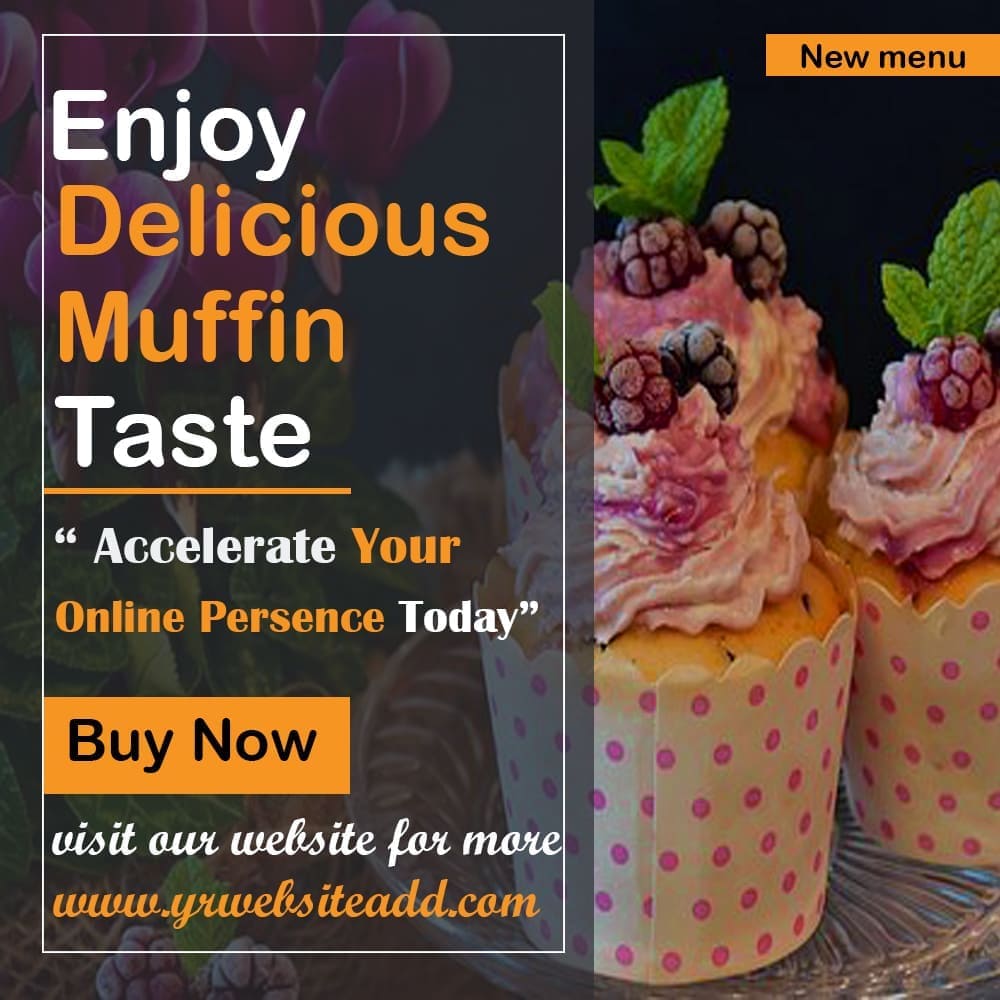 New menu
Enjoy
Delicious
Muffin
Taste
“ Accelerate Your
Online Persence Today”
Buy Now
visit our website for more
www.yrwebsiteadd.com